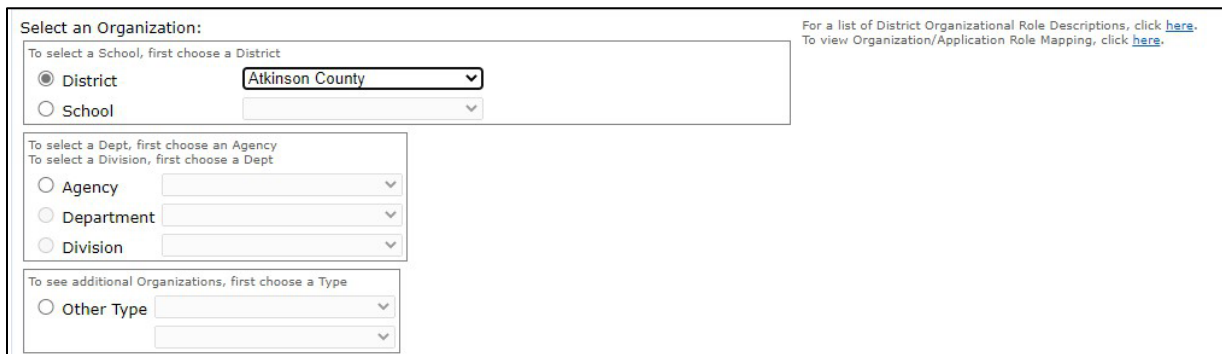 Select an Organization:
For a list of District Organizational Role Descriptions, click here.
To view Organization/Application Role Mapping, click here.
To select a School, first choose a District
District Atkinson County
School
To select a Dept, first choose an Agency
To select a Division, first choose a Dept
Agency
Department
Division
To see additional Organizations, first choose a Type
Other Type